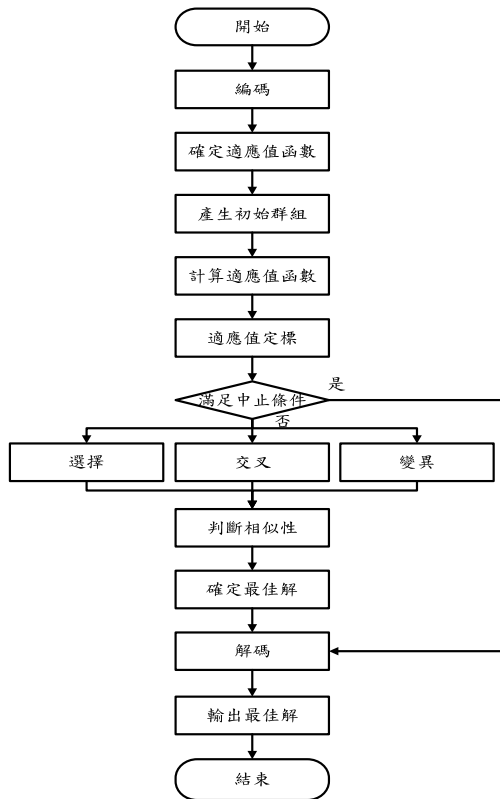 開始
編碼
確定適應值函數
產生初始群組
計算適應值函數
適應值定標
是
滿足中止條件
否
選擇
交叉
變異
判斷相似性
確定最佳解
解碼
輸出最佳解
結束